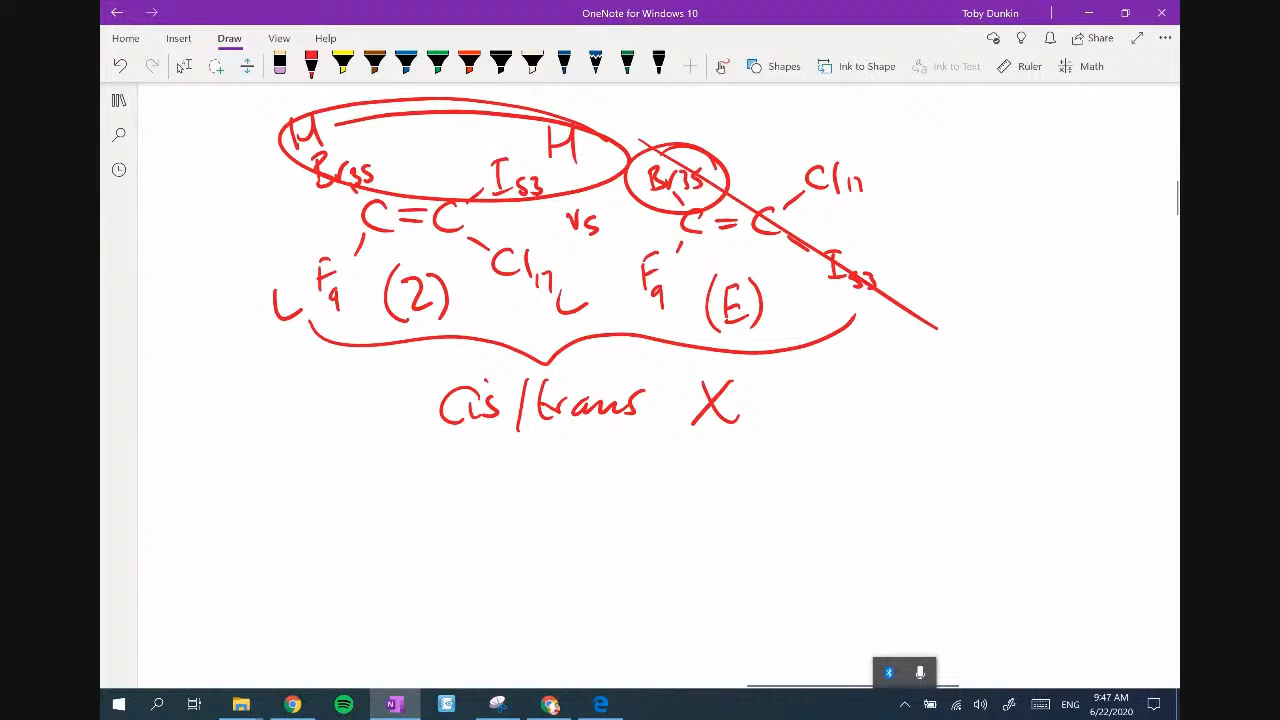 OneNote for Windows 10
Toby Dunkin
Home Insert Draw View Help
Share
Shapes Ink to Shape Ink to Text Ruler Math
H H
Br35 I53 vs Br35 Cl17
C=C C=C
F9 Cl17 F9 I53
L (Z) L (E)
Cis/trans X
ENG
9:47 AM
6/22/2020